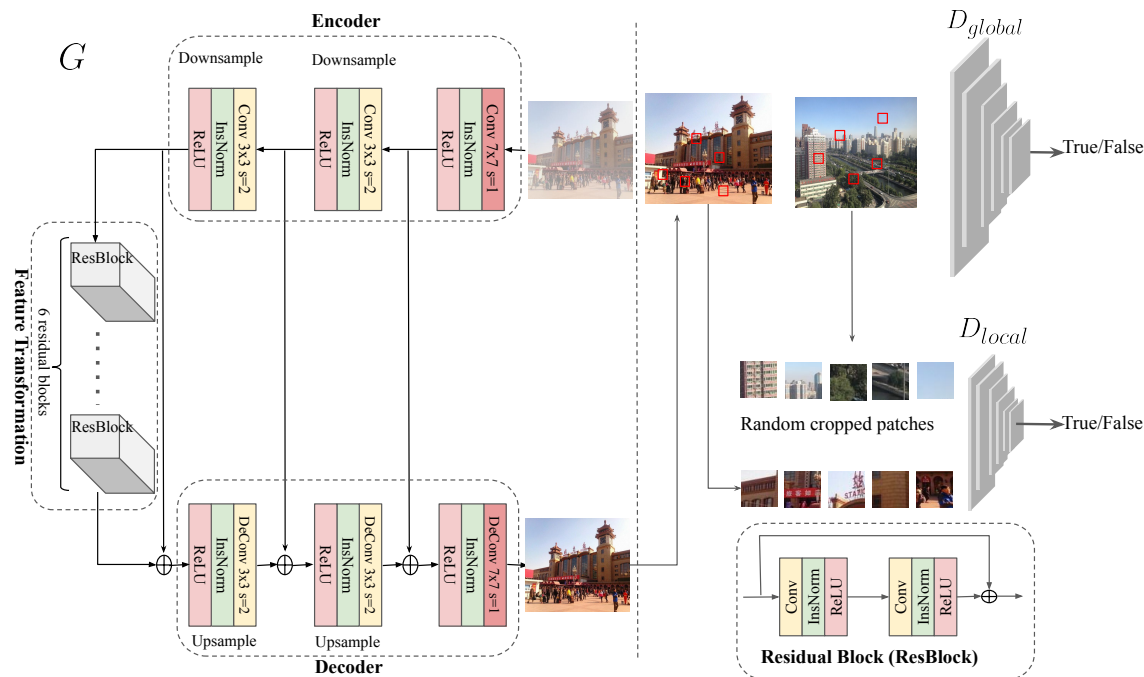 G
Encoder
Downsample
Downsample
ReLU
InsNorm
Conv 3x3 s=2
ReLU
InsNorm
Conv 3x3 s=2
ReLU
InsNorm
Conv 7x7 s=1
Feature Transformation
6 residual blocks
ResBlock
ResBlock
ReLU
InsNorm
DeConv 3x3 s=2
ReLU
InsNorm
DeConv 3x3 s=2
ReLU
InsNorm
DeConv 7x7 s=1
Upsample
Upsample
Decoder
D_global
True/False
D_local
Random cropped patches
True/False
Conv
InsNorm
ReLU
Conv
InsNorm
ReLU
Residual Block (ResBlock)